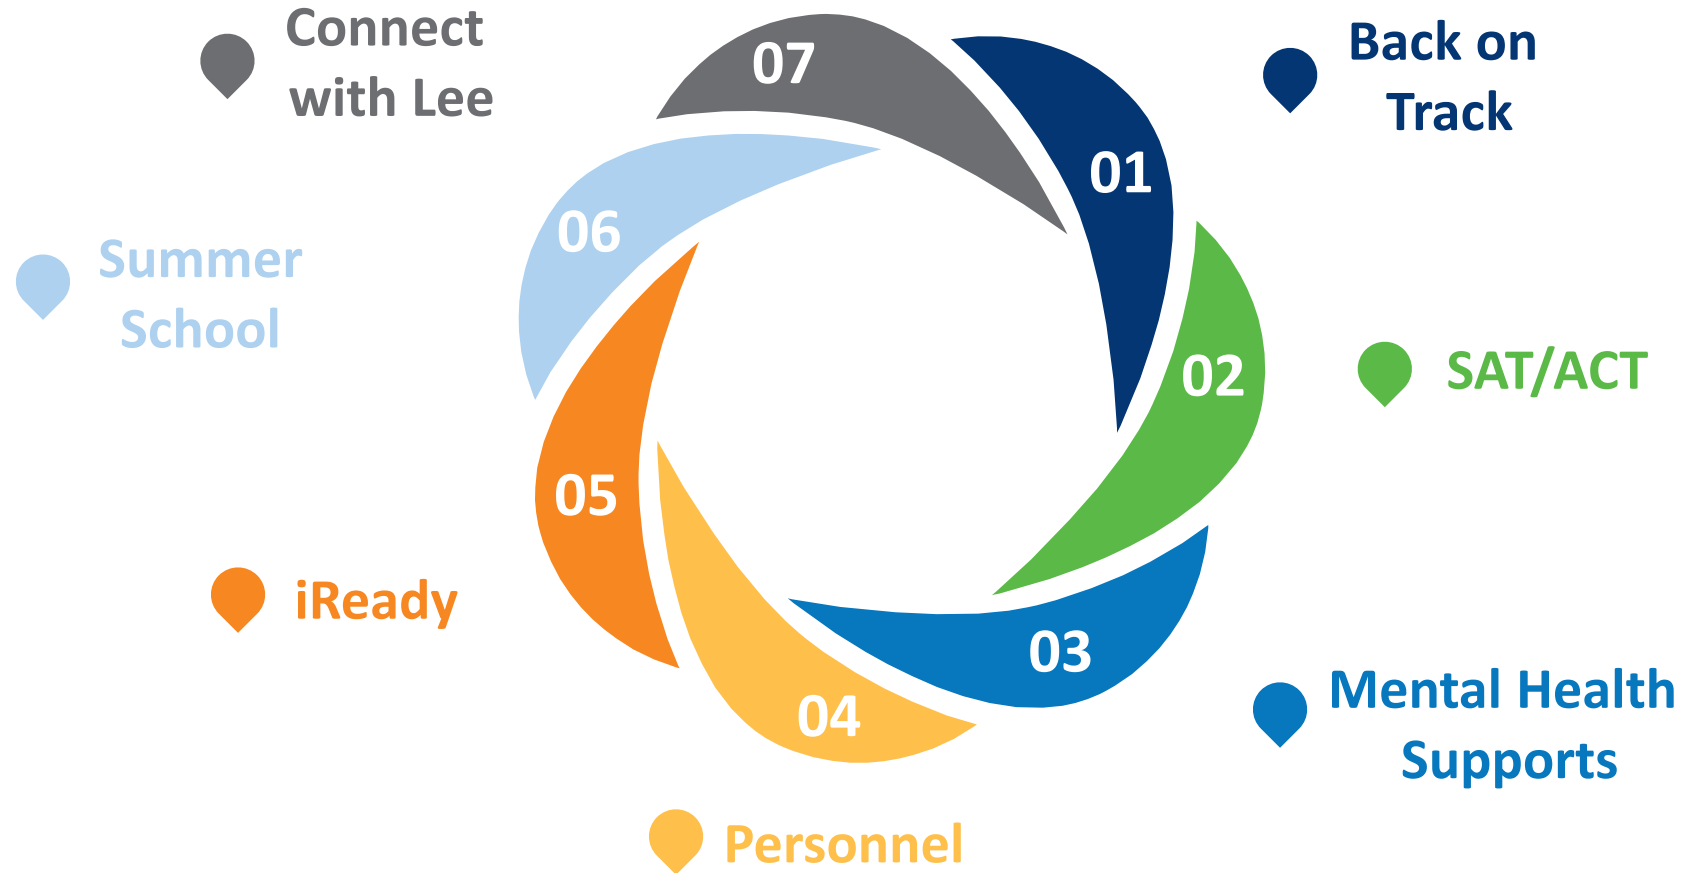 Connect
with Lee
07
Back on
Track
01
06
Summer
School
02
SAT/ACT
05
iReady
03
Mental Health
Supports
04
Personnel